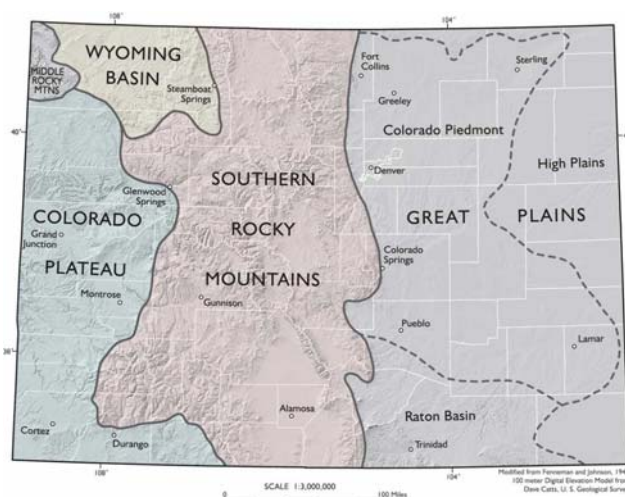 108°
104°
WYOMING
BASIN
MIDDLE
ROCKY
MTNS
Steamboat
Springs
Fort
Collins
Sterling
Greeley
40°
Colorado Piedmont
High Plains
Denver
SOUTHERN
Glenwood
Springs
COLORADO
ROCKY
GREAT
PLAINS
Grand
Junction
Colorado
Springs
PLATEAU
MOUNTAINS
Montrose
Gunnison
Pueblo
Lamar
38°
Alamosa
Raton Basin
Cortez
Durango
Trinidad
108°
104°
Modified from Fenneman and Johnson, 194
100 meter Digital Elevation Model from
Dave Catts, U. S. Geological Surve
SCALE 1:3,000,000
0 100 Miles